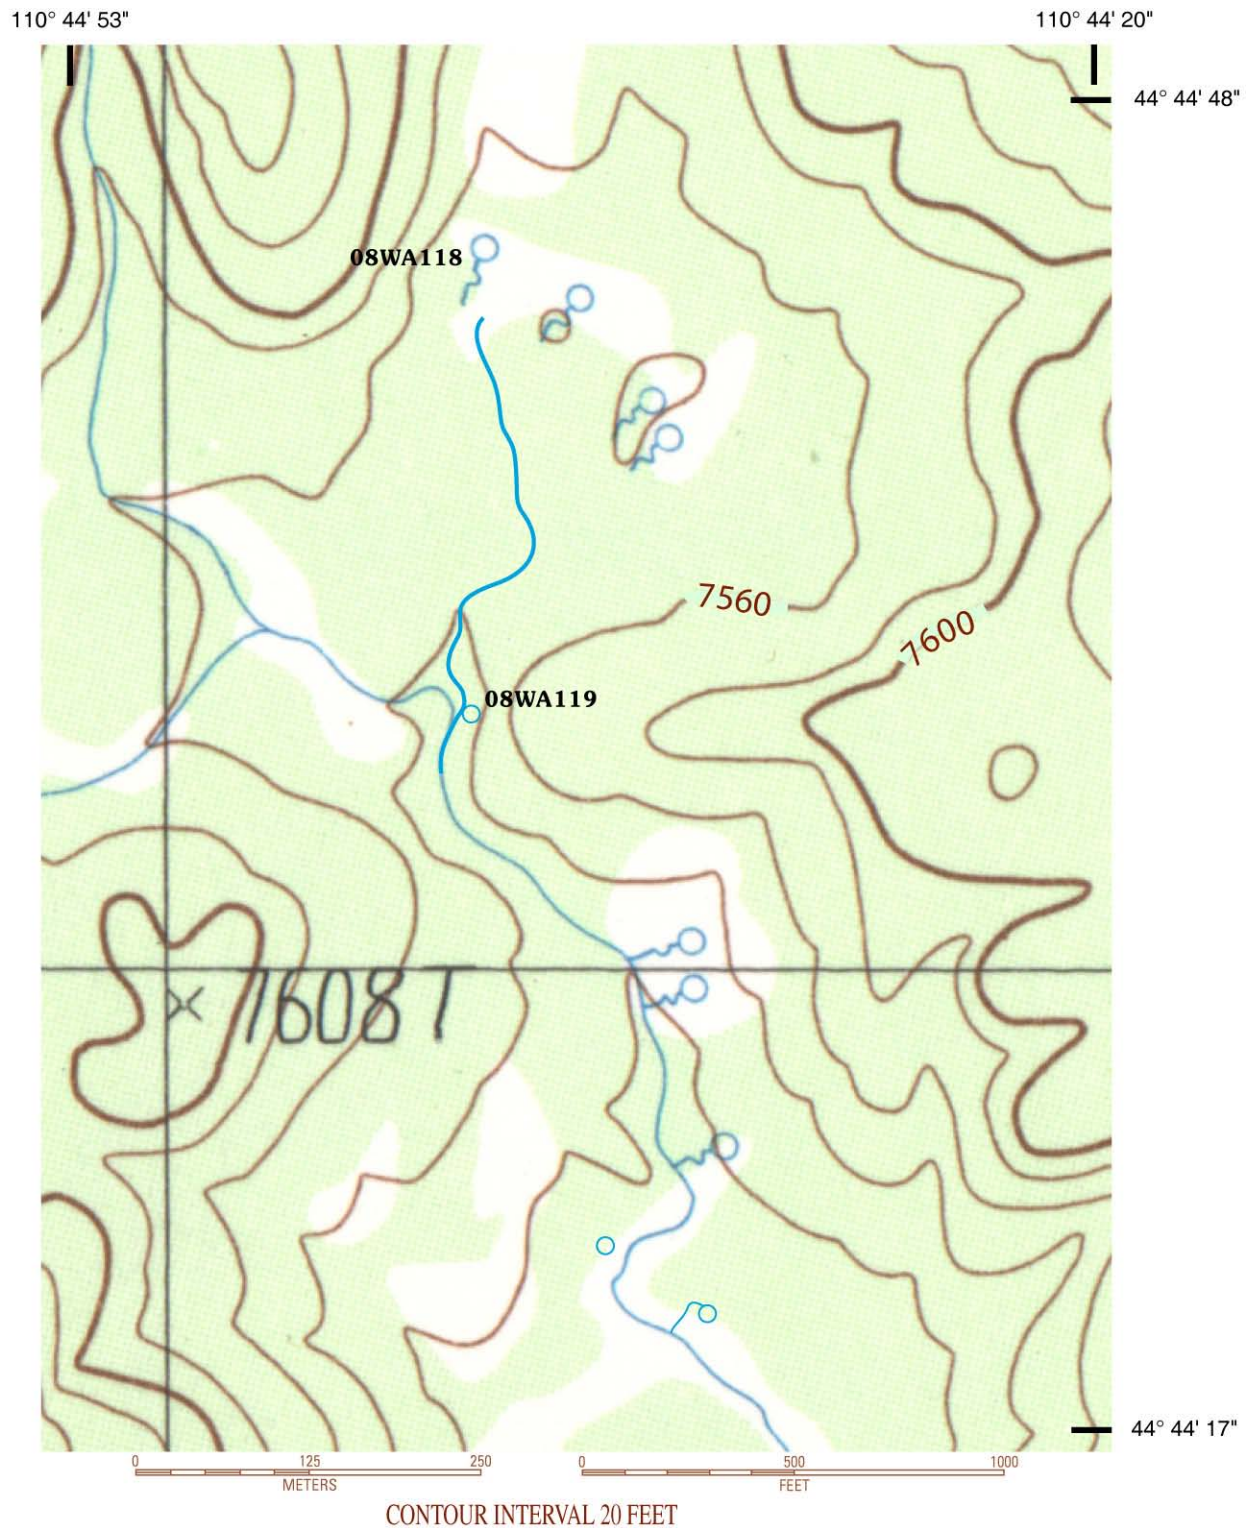 110° 44' 53"
110° 44' 20"
44° 44' 48"
08WA118
7560
7600
08WA119
7608T
44° 44' 17"
0 125 250
METERS
0 500 1000
FEET
CONTOUR INTERVAL 20 FEET